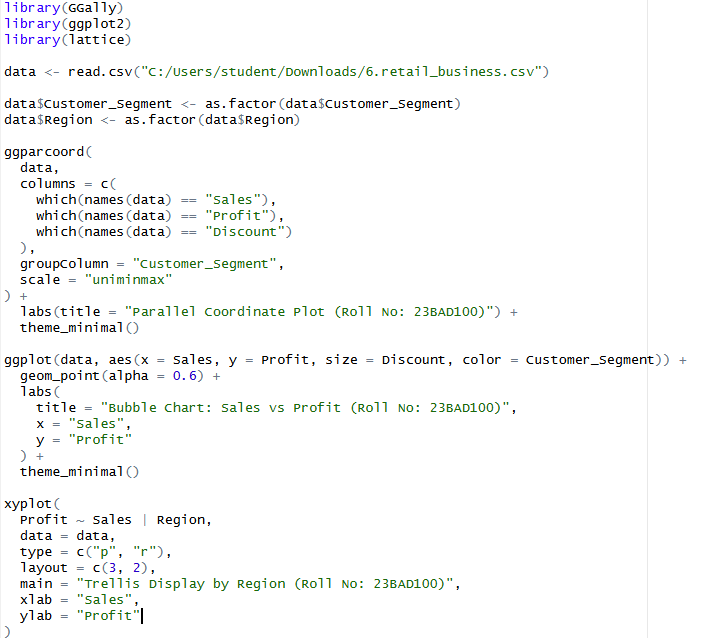 library(GGally)
library(ggplot2)
library(lattice)
data <- read.csv("C:/Users/student/Downloads/6.retail_business.csv")
data$Customer_Segment <- as.factor(data$Customer_Segment)
data$Region <- as.factor(data$Region)
ggparcoord(
  data,
  columns = c(
    which(names(data) == "Sales"),
    which(names(data) == "Profit"),
    which(names(data) == "Discount")
  ),
  groupColumn = "Customer_Segment",
  scale = "uniminmax"
) +
  labs(title = "Parallel Coordinate Plot (Roll No: 23BAD100)") +
  theme_minimal()
ggplot(data, aes(x = Sales, y = Profit, size = Discount, color = Customer_Segment)) +
  geom_point(alpha = 0.6) +
  labs(
    title = "Bubble Chart: Sales vs Profit (Roll No: 23BAD100)",
    x = "Sales",
    y = "Profit"
  ) +
  theme_minimal()
xyplot(
  Profit ~ Sales | Region,
  data = data,
  type = c("p", "r"),
  layout = c(3, 2),
  main = "Trellis Display by Region (Roll No: 23BAD100)",
  xlab = "Sales",
  ylab = "Profit"
)